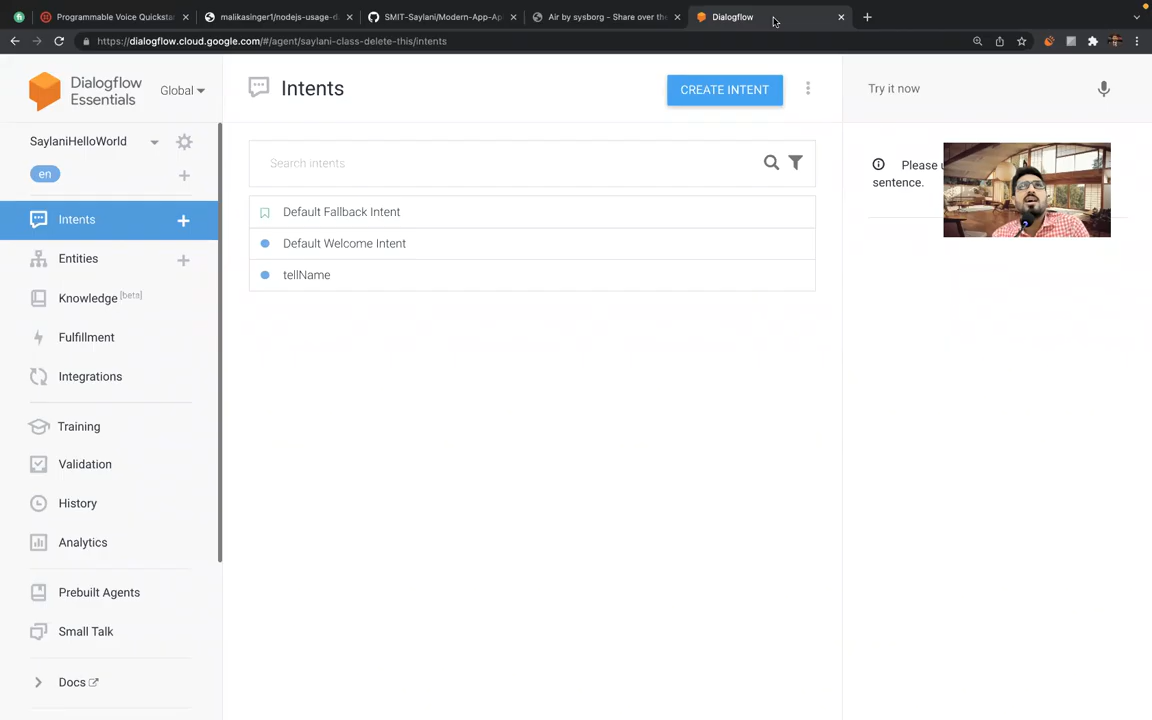 Programmable Voice Quickstar
malikasinger1/nodejs-usage-d
SMIT-Saylani/Modern-App-Ap
Air by sysborg - Share over the
Dialogflow
https://dialogflow.cloud.google.com/#/agent/saylani-class-delete-this/intents
Dialogflow
Essentials
Global
SaylaniHelloWorld
en
Intents
Entities
Knowledge [beta]
Fulfillment
Integrations
Training
Validation
History
Analytics
Prebuilt Agents
Small Talk
Docs
Intents
CREATE INTENT
Search intents
Default Fallback Intent
Default Welcome Intent
tellName
Try it now
Please
sentence.